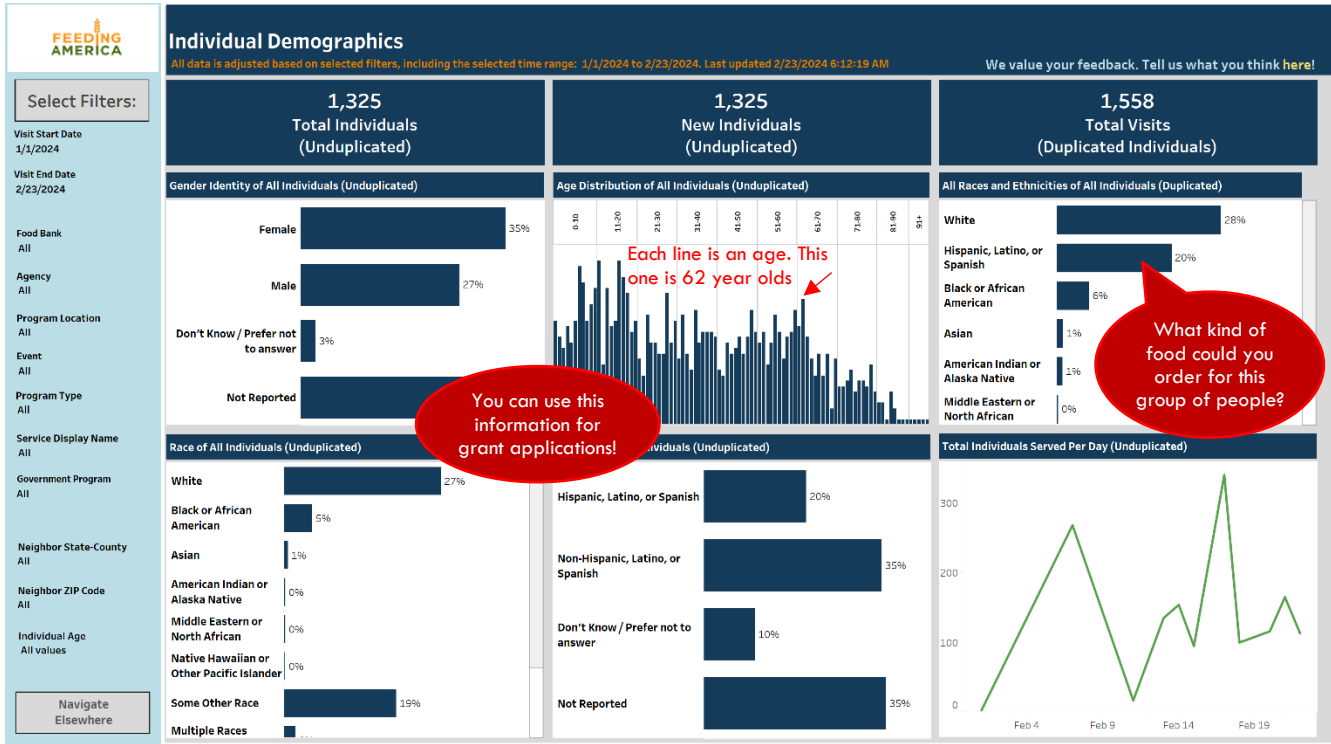 FEEDING
AMERICA
Individual Demographics
All data is adjusted based on selected filters, including the selected time range: 1/1/2024 to 2/23/2024. Last updated 2/23/2024 6:12:19 AM
We value your feedback. Tell us what you think here!
Select Filters:
Visit Start Date
1/1/2024
Visit End Date
2/23/2024
Food Bank
All
Agency
All
Program Location
All
Event
All
Program Type
All
Service Display Name
All
Government Program
All
Neighbor State-County
All
Neighbor ZIP Code
All
Individual Age
All values
Navigate
Elsewhere
1,325
Total Individuals
(Unduplicated)
1,325
New Individuals
(Unduplicated)
1,558
Total Visits
(Duplicated Individuals)
Gender Identity of All Individuals (Unduplicated)
Female
35%
Male
27%
Don't Know / Prefer not
to answer
3%
Not Reported
You can use this
information for
grant applications!
Age Distribution of All Individuals (Unduplicated)
0-10
11-20
21-30
31-40
41-50
51-60
61-70
71-80
81-90
91+
Each line is an age. This
one is 62 year olds
All Races and Ethnicities of All Individuals (Duplicated)
White
28%
Hispanic, Latino, or
Spanish
20%
Black or African
American
6%
Asian
1%
American Indian or
Alaska Native
1%
Middle Eastern or
North African
0%
What kind of
food could you
order for this
group of people?
Race of All Individuals (Unduplicated)
White
27%
Black or African
American
5%
Asian
1%
American Indian or
Alaska Native
0%
Middle Eastern or
North African
0%
Native Hawaiian or
Other Pacific Islander
0%
Some Other Race
19%
Multiple Races
Individuals (Unduplicated)
Hispanic, Latino, or Spanish
20%
Non-Hispanic, Latino, or
Spanish
35%
Don't Know / Prefer not to
answer
10%
Not Reported
35%
Total Individuals Served Per Day (Unduplicated)
300
200
100
0
Feb 4
Feb 9
Feb 14
Feb 19